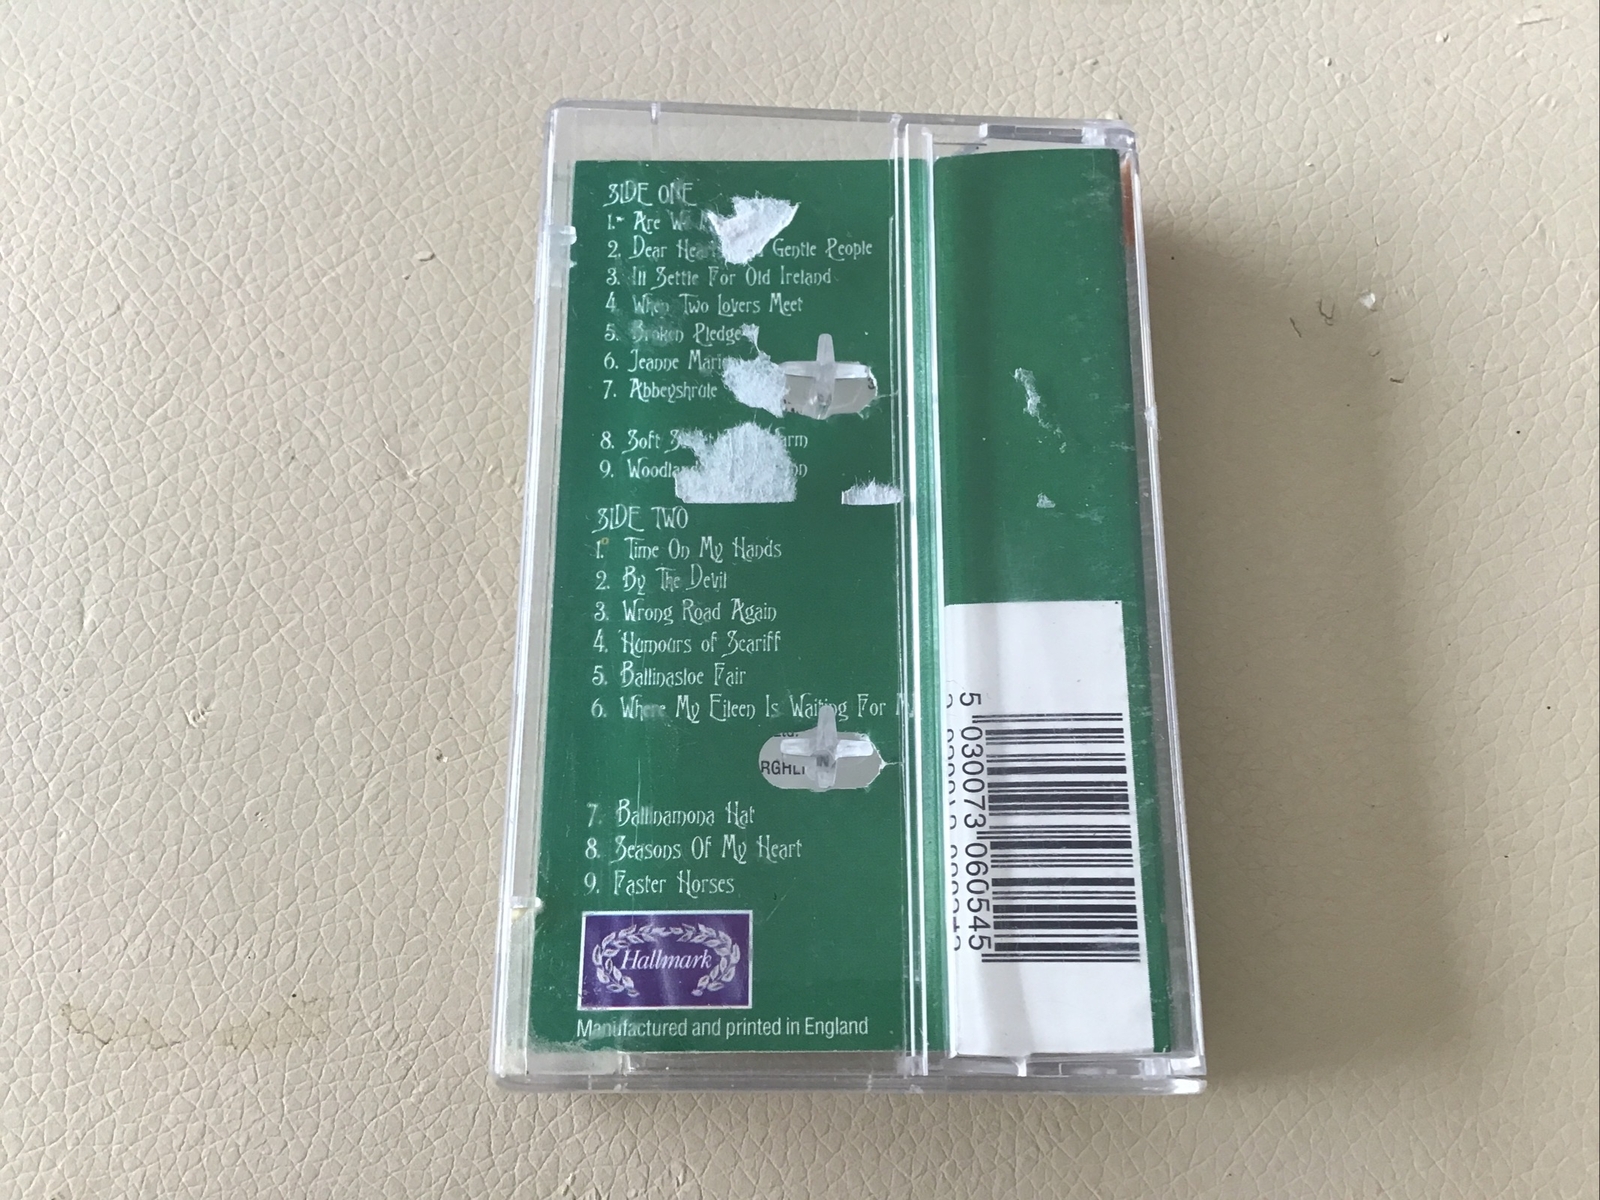 SIDE ONE
1. Are We
2. Dear Gentle People
3. Ill Settle For Old Ireland
4. When Two Lovers Meet
5. Broken Pledge
6. Jeanne
7. Abbeyshrule
8. Soft
9.
SIDE TWO
1. Time On My Hands
2. By The Devil
3. Wrong Road Again
4. Humours of Scariff
5. Ballinasloe Fair
6. Where My Eileen Is Waiting For
7. Ballinamona Hat
8. Seasons Of My Heart
9. Faster Horses
Hallmark
Manufactured and printed in England
5 030073 060545